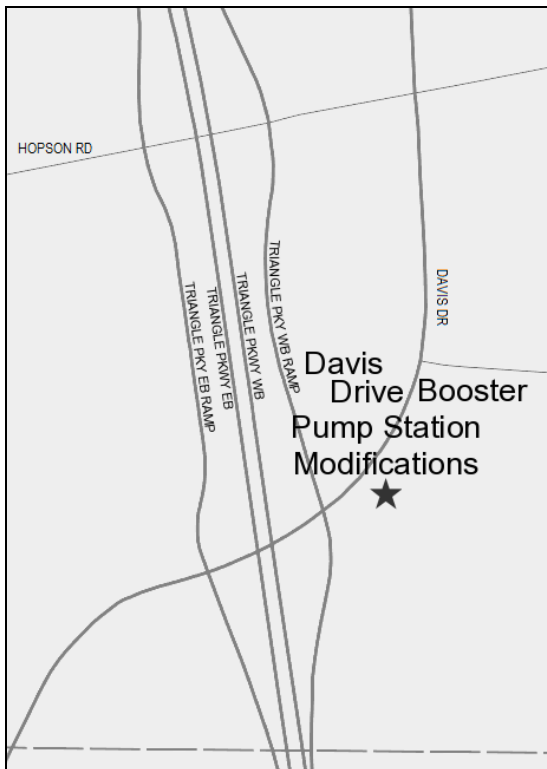 HOPSON RD
TRIANGLE PKY EB RAMP
TRIANGLE PKWY EB
TRIANGLE PKWY WB
TRIANGLE PKY WB RAMP
DAVIS DR
Davis
Drive Booster
Pump Station
Modifications